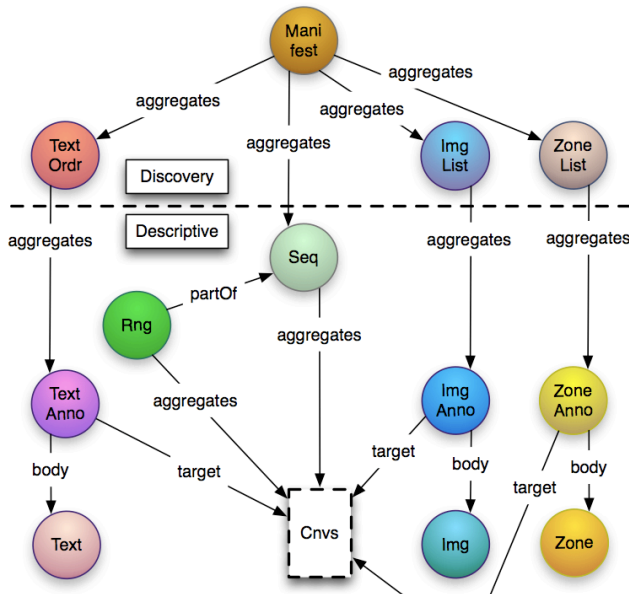 Mani
fest
aggregates
aggregates
aggregates
aggregates
Text
Ordr
Img
List
Zone
List
Discovery
Descriptive
aggregates
aggregates
aggregates
Seq
partOf
Rng
aggregates
aggregates
Text
Anno
Img
Anno
Zone
Anno
body
target
target
body
target
body
Text
Cnvs
Img
Zone